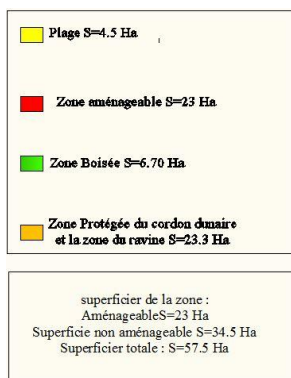 Plage S=4.5 Ha
Zone aménageable S=23 Ha
Zone Boisée S=6.70 Ha
Zone Protégée du cordon dunaire
et la zone du ravine S=23.3 Ha
superficier de la zone :
AménageableS=23 Ha
Superficie non aménageable S=34.5 Ha
Superficier totale : S=57.5 Ha